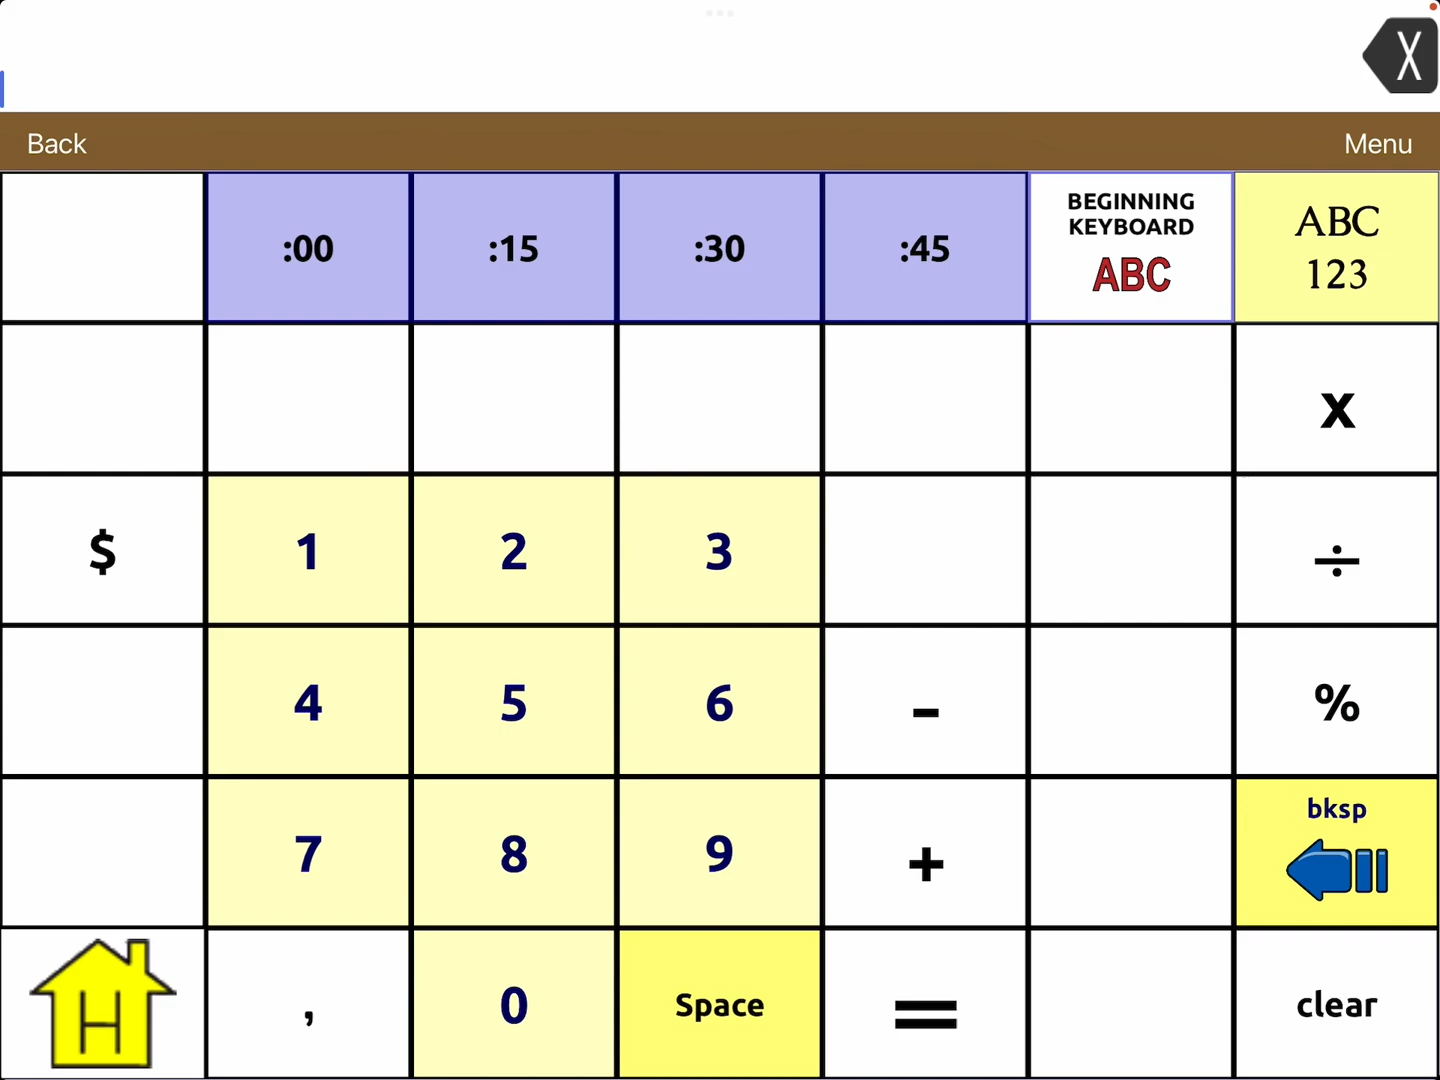 X
Back
Menu
:00
:15
:30
:45
BEGINNING
KEYBOARD
ABC
ABC
123
x
$
1
2
3
÷
4
5
6
-
%
7
8
9
+
bksp
H
,
0
Space
=
clear